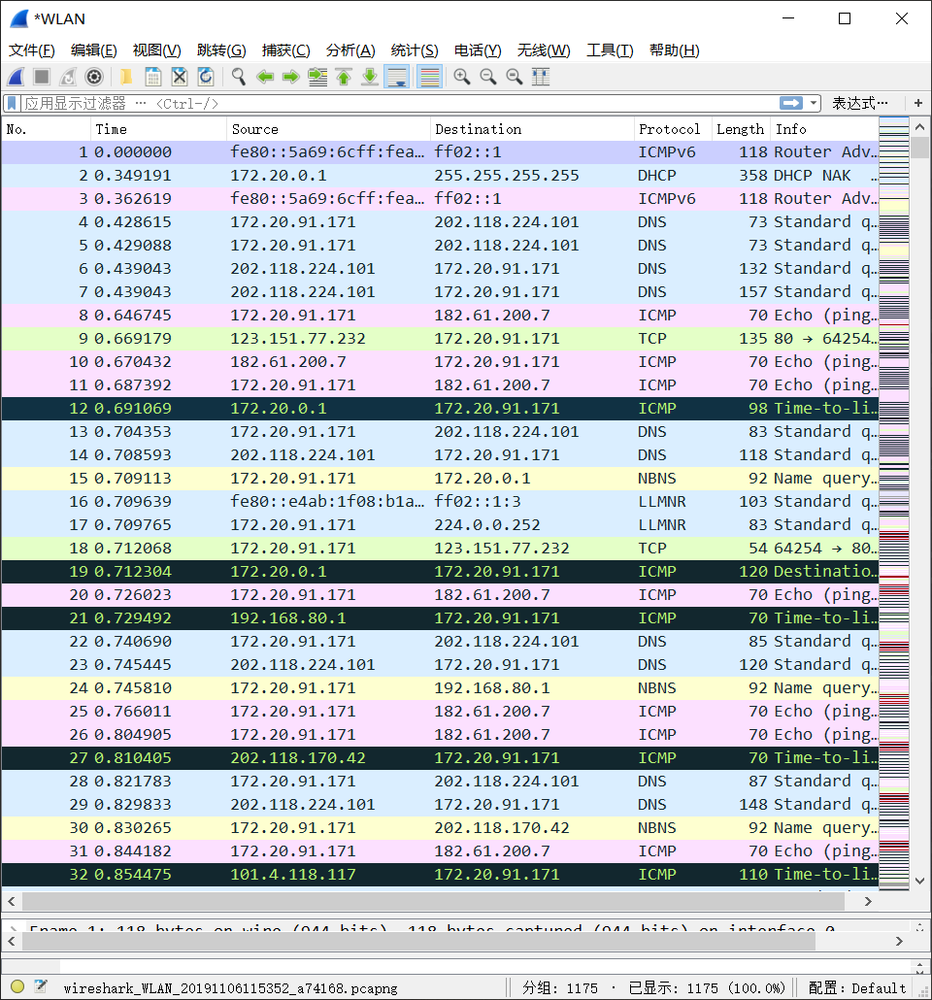 *WLAN
文件(F) 编辑(E) 视图(V) 跳转(G) 捕获(C) 分析(A) 统计(S) 电话(Y) 无线(W) 工具(T) 帮助(H)
应用显示过滤器 … <Ctrl-/> 表达式… +
No. Time Source Destination Protocol Length Info
1 0.000000 fe80::5a69:6cff:fea… ff02::1 ICMPv6 118 Router Adv…
2 0.349191 172.20.0.1 255.255.255.255 DHCP 358 DHCP NAK …
3 0.362619 fe80::5a69:6cff:fea… ff02::1 ICMPv6 118 Router Adv…
4 0.428615 172.20.91.171 202.118.224.101 DNS 73 Standard q…
5 0.429088 172.20.91.171 202.118.224.101 DNS 73 Standard q…
6 0.439043 202.118.224.101 172.20.91.171 DNS 132 Standard q…
7 0.439043 202.118.224.101 172.20.91.171 DNS 157 Standard q…
8 0.646745 172.20.91.171 182.61.200.7 ICMP 70 Echo (ping…
9 0.669179 123.151.77.232 172.20.91.171 TCP 135 80 → 64254…
10 0.670432 182.61.200.7 172.20.91.171 ICMP 70 Echo (ping…
11 0.687392 172.20.91.171 182.61.200.7 ICMP 70 Echo (ping…
12 0.691069 172.20.0.1 172.20.91.171 ICMP 98 Time-to-li…
13 0.704353 172.20.91.171 202.118.224.101 DNS 83 Standard q…
14 0.708593 202.118.224.101 172.20.91.171 DNS 118 Standard q…
15 0.709113 172.20.91.171 172.20.0.1 NBNS 92 Name query…
16 0.709639 fe80::e4ab:1f08:b1a… ff02::1:3 LLMNR 103 Standard q…
17 0.709765 172.20.91.171 224.0.0.252 LLMNR 83 Standard q…
18 0.712068 172.20.91.171 123.151.77.232 TCP 54 64254 → 80…
19 0.712304 172.20.0.1 172.20.91.171 ICMP 120 Destinatio…
20 0.726023 172.20.91.171 182.61.200.7 ICMP 70 Echo (ping…
21 0.729492 192.168.80.1 172.20.91.171 ICMP 70 Time-to-li…
22 0.740690 172.20.91.171 202.118.224.101 DNS 85 Standard q…
23 0.745445 202.118.224.101 172.20.91.171 DNS 120 Standard q…
24 0.745810 172.20.91.171 192.168.80.1 NBNS 92 Name query…
25 0.766011 172.20.91.171 182.61.200.7 ICMP 70 Echo (ping…
26 0.804905 172.20.91.171 182.61.200.7 ICMP 70 Echo (ping…
27 0.810405 202.118.170.42 172.20.91.171 ICMP 70 Time-to-li…
28 0.821783 172.20.91.171 202.118.224.101 DNS 87 Standard q…
29 0.829833 202.118.224.101 172.20.91.171 DNS 148 Standard q…
30 0.830265 172.20.91.171 202.118.170.42 NBNS 92 Name query…
31 0.844182 172.20.91.171 182.61.200.7 ICMP 70 Echo (ping…
32 0.854475 101.4.118.117 172.20.91.171 ICMP 110 Time-to-li…
Frame 1: 118 bytes on wire (944 bits), 118 bytes captured (944 bits) on interface 0
wireshark_WLAN_20191106115352_a74168.pcapng 分组: 1175 · 已显示: 1175 (100.0%) 配置: Default